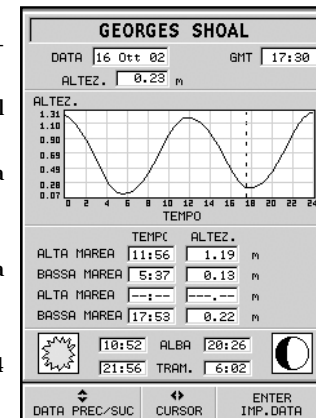 GEORGES SHOAL
DATA 16 Ott 02 GMT 17:30
ALTEZ. 0.23 m
ALTEZ.
1.31
1.10
0.90
0.69
0.49
0.28
0.07
0 2 4 6 8 10 12 14 16 18 20 22 24
TEMPO
TEMPO ALTEZ.
ALTA MAREA 11:56 1.19 m
BASSA MAREA 5:37 0.13 m
ALTA MAREA --:-- ---.-- m
BASSA MAREA 17:53 0.22 m
10:52 ALBA 20:26
21:56 TRAM. 6:02
DATA PREC/SUC CURSOR ENTER
IMP.DATA